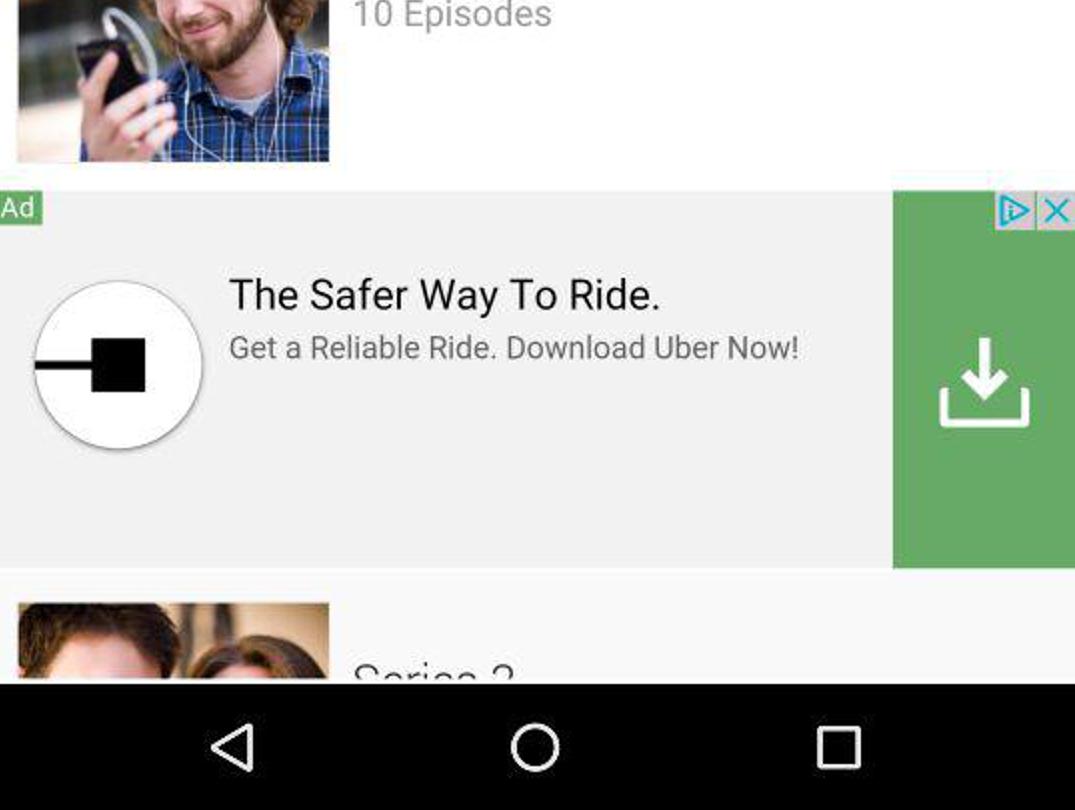 10 Episodes
Ad
The Safer Way To Ride.
Get a Reliable Ride. Download Uber Now!
Series 2